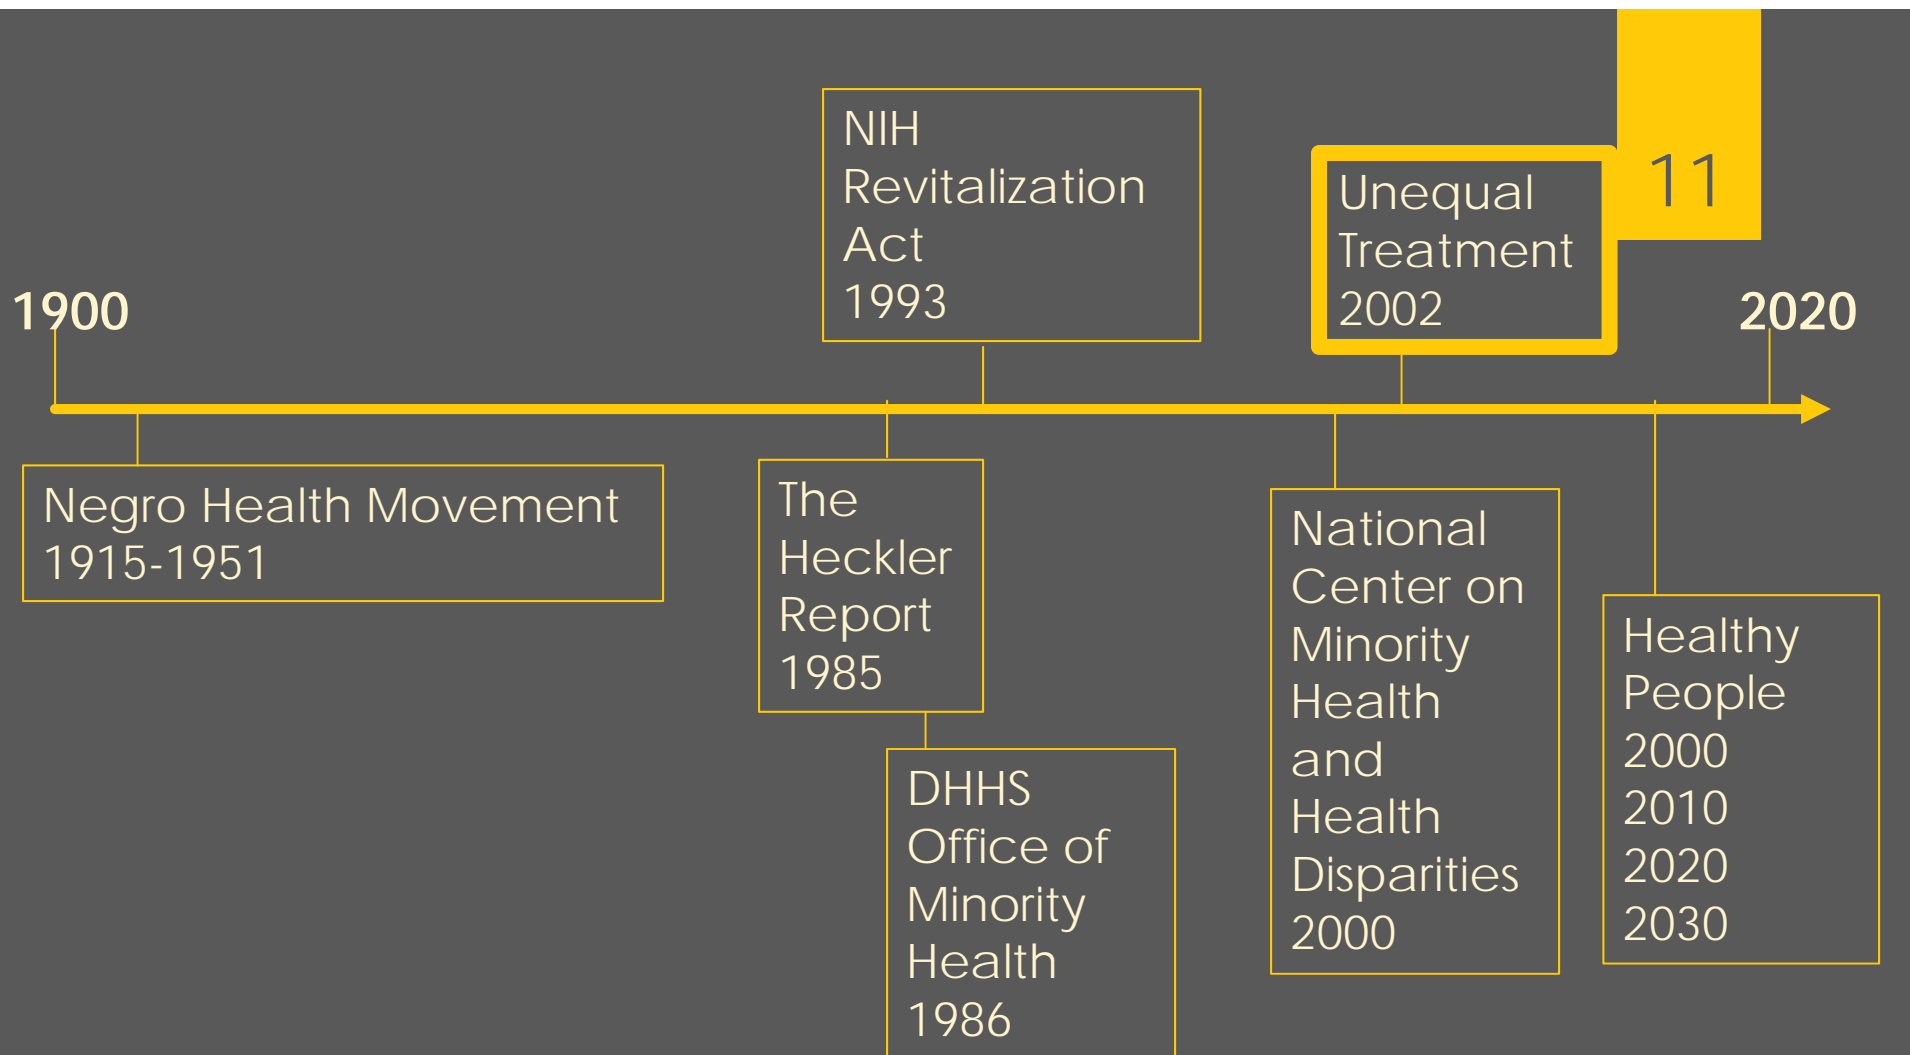 11
NIH
Revitalization
Act
1993
Unequal
Treatment
2002
1900
2020
Negro Health Movement
1915-1951
The
Heckler
Report
1985
DHHS
Office of
Minority
Health
1986
National
Center on
Minority
Health
and
Health
Disparities
2000
Healthy
People
2000
2010
2020
2030